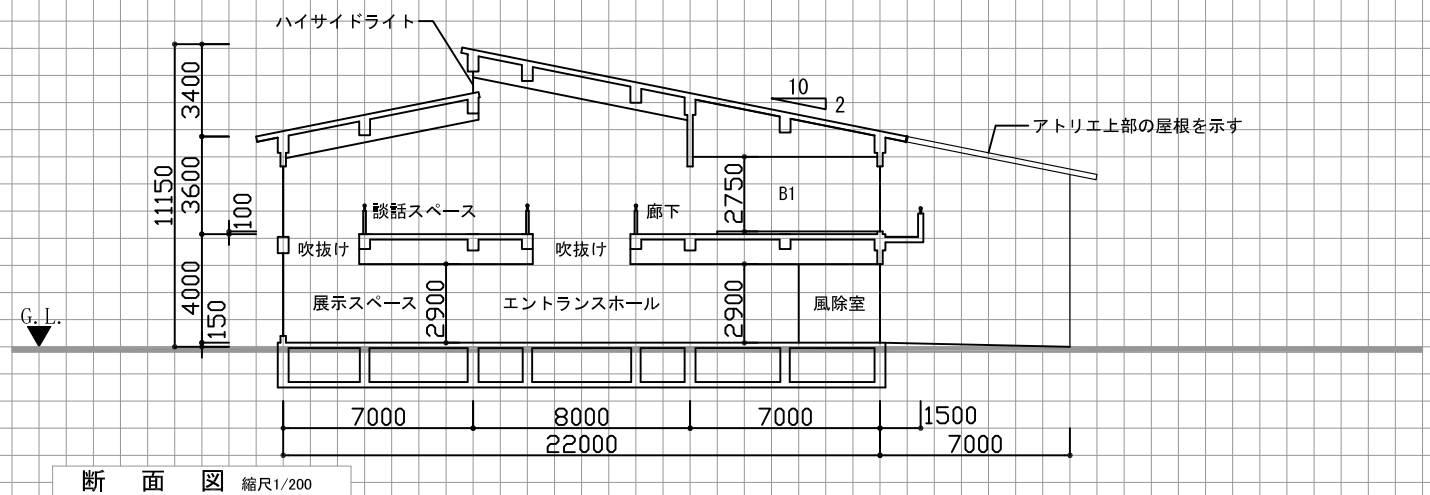 ハイサイドライト
10
2
アトリエ上部の屋根を示す
3400
11150
3600
100
2750
B1
談話スペース
廊下
吹抜け
吹抜け
4000
150
展示スペース
2900
エントランスホール
2900
風除室
G.L.
7000
8000
7000
1500
22000
7000
断面図 縮尺1/200